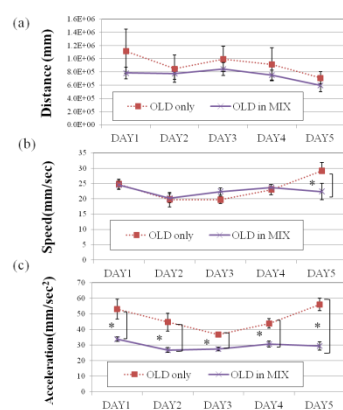 (a)
Distance (mm)
1.6E+06
1.4E+06
1.2E+06
1.0E+06
8.0E+05
6.0E+05
4.0E+05
2.0E+05
0.0E+00
OLD only
OLD in MIX
DAY1 DAY2 DAY3 DAY4 DAY5
(b)
Speed(mm/sec)
35
30
25
20
15
10
5
0
*
OLD only
OLD in MIX
DAY1 DAY2 DAY3 DAY4 DAY5
(c)
Acceleration(mm/sec²)
70
60
50
40
30
20
10
0
* * * * *
OLD only
OLD in MIX
DAY1 DAY2 DAY3 DAY4 DAY5